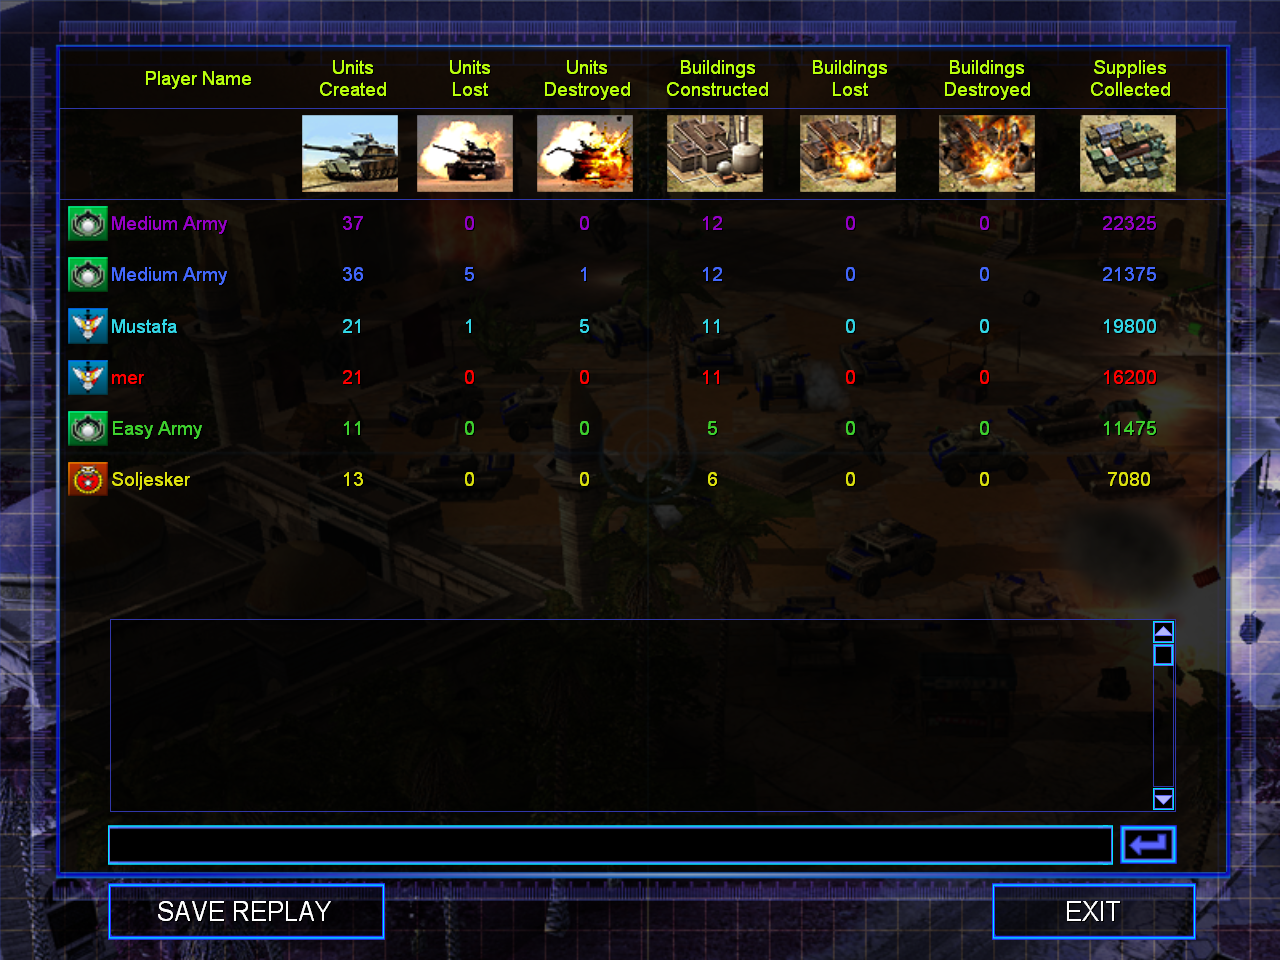 Player Name Units Created Units Lost Units Destroyed Buildings Constructed Buildings Lost Buildings Destroyed Supplies Collected
Medium Army 37 0 0 12 0 0 22325
Medium Army 36 5 1 12 0 0 21375
Mustafa 21 1 5 11 0 0 19800
mer 21 0 0 11 0 0 16200
Easy Army 11 0 0 5 0 0 11475
Soljesker 13 0 0 6 0 0 7080
SAVE REPLAY EXIT